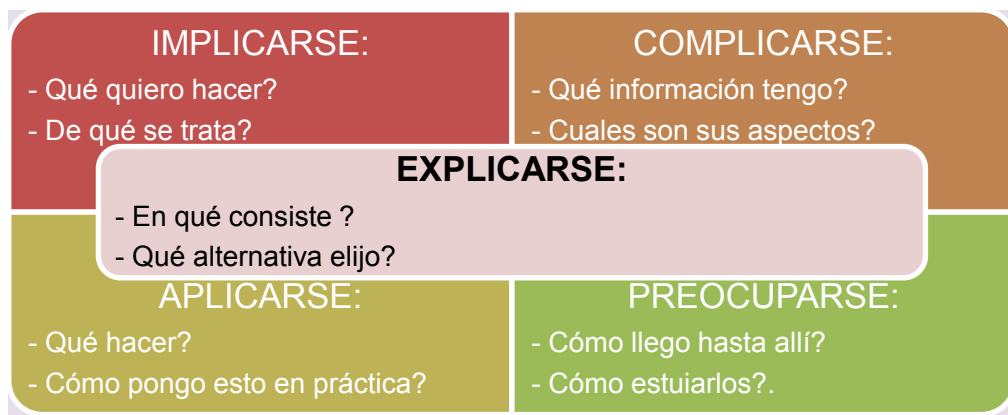 IMPLICARSE:
- Qué quiero hacer?
- De qué se trata?
COMPLICARSE:
- Qué información tengo?
- Cuales son sus aspectos?
EXPLICARSE:
- En qué consiste ?
- Qué alternativa elijo?
APLICARSE:
- Qué hacer?
- Cómo pongo esto en práctica?
PREOCUPARSE:
- Cómo llego hasta allí?
- Cómo estuiarlos?.